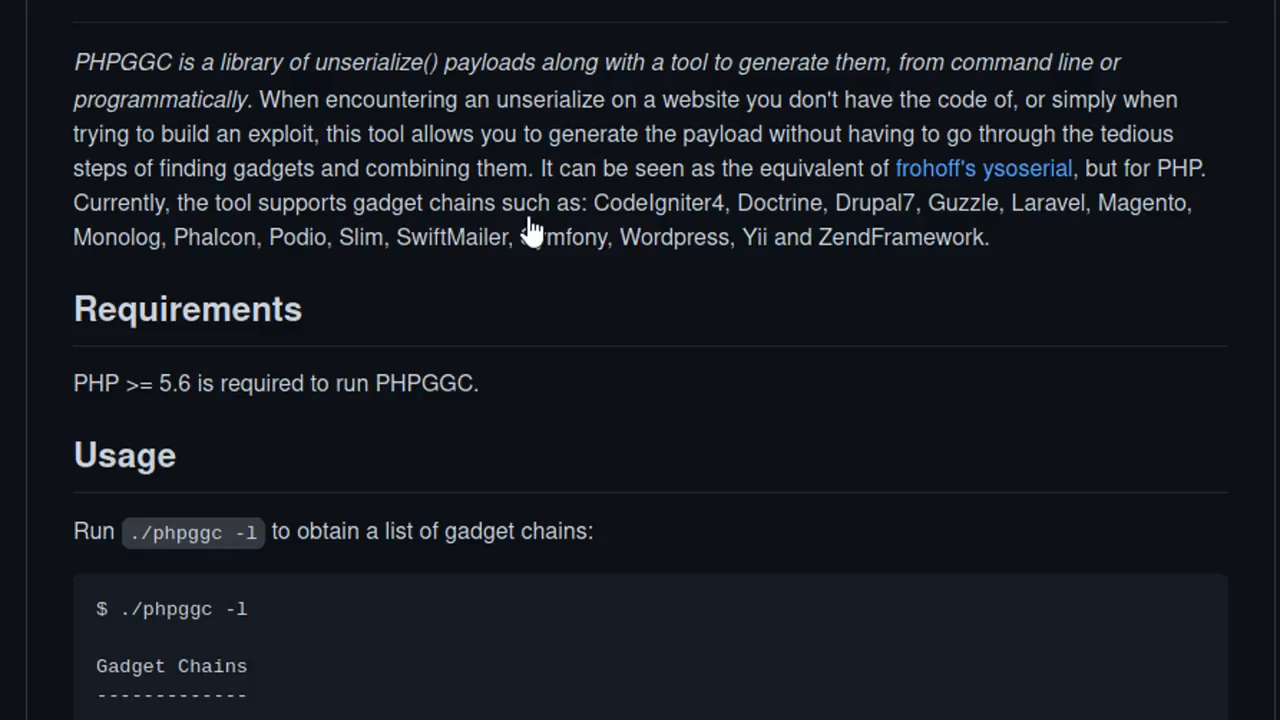 PHPGGC is a library of unserialize() payloads along with a tool to generate them, from command line or
programmatically. When encountering an unserialize on a website you don't have the code of, or simply when
trying to build an exploit, this tool allows you to generate the payload without having to go through the tedious
steps of finding gadgets and combining them. It can be seen as the equivalent of frohoff's ysoserial, but for PHP.
Currently, the tool supports gadget chains such as: CodeIgniter4, Doctrine, Drupal7, Guzzle, Laravel, Magento,
Monolog, Phalcon, Podio, Slim, SwiftMailer, Symfony, Wordpress, Yii and ZendFramework.
Requirements
PHP >= 5.6 is required to run PHPGGC.
Usage
Run ./phpggc -l to obtain a list of gadget chains:
$ ./phpggc -l
Gadget Chains
-------------